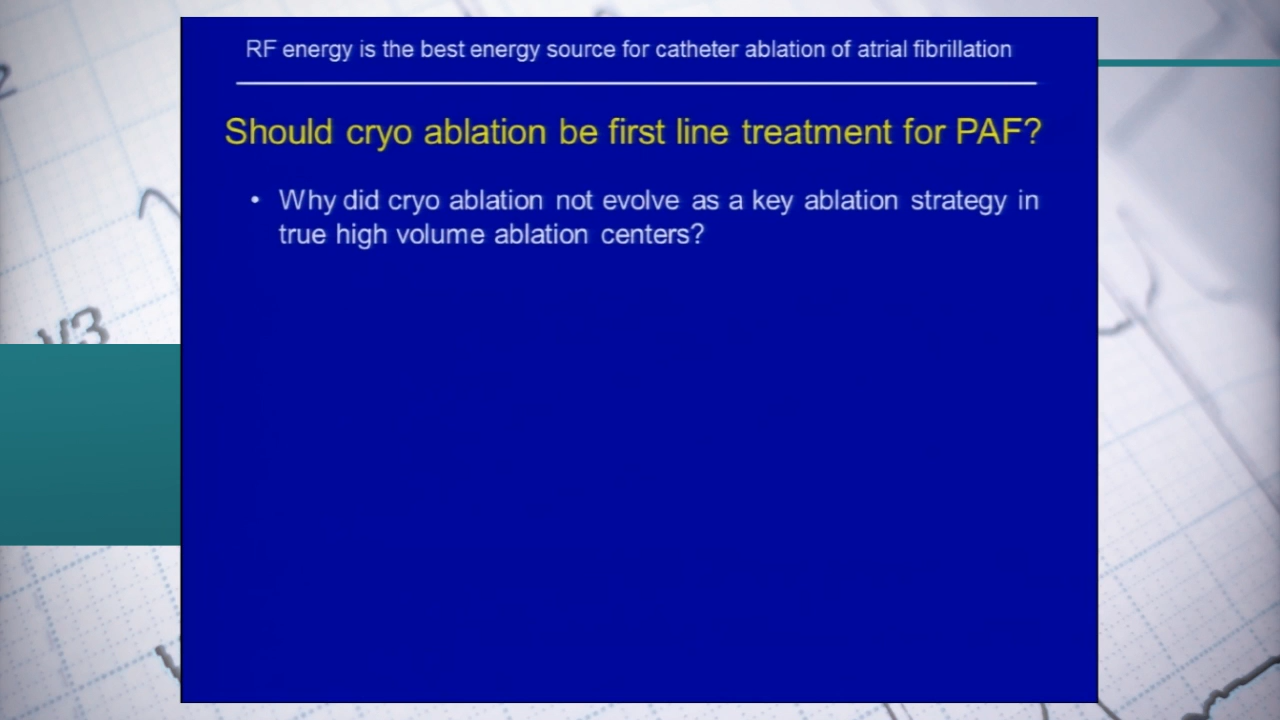 RF energy is the best energy source for catheter ablation of atrial fibrillation
Should cryo ablation be first line treatment for PAF?
• Why did cryo ablation not evolve as a key ablation strategy in
true high volume ablation centers?
2
V3